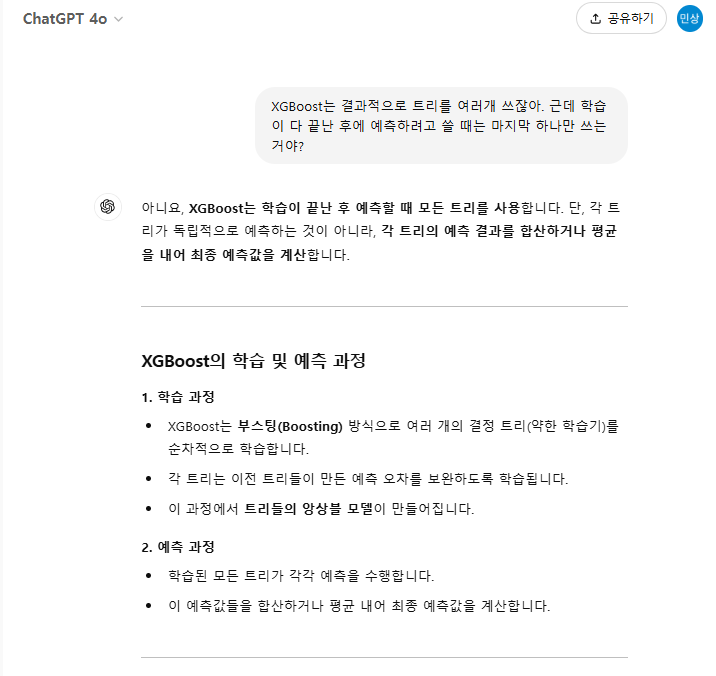 ChatGPT 4o
공유하기
민상
XGBoost는 결과적으로 트리를 여러개 쓰잖아. 근데 학습
이 다 끝난 후에 예측하려고 쓸 때는 마지막 하나만 쓰는
거야?
아니요, XGBoost는 학습이 끝난 후 예측할 때 모든 트리를 사용합니다. 단, 각 트
리가 독립적으로 예측하는 것이 아니라, 각 트리의 예측 결과를 합산하거나 평균
을 내어 최종 예측값을 계산합니다.
XGBoost의 학습 및 예측 과정
1. 학습 과정
• XGBoost는 부스팅(Boosting) 방식으로 여러 개의 결정 트리(약한 학습기)를
순차적으로 학습합니다.
• 각 트리는 이전 트리들이 만든 예측 오차를 보완하도록 학습됩니다.
• 이 과정에서 트리들의 앙상블 모델이 만들어집니다.
2. 예측 과정
• 학습된 모든 트리가 각각 예측을 수행합니다.
• 이 예측값들을 합산하거나 평균 내어 최종 예측값을 계산합니다.